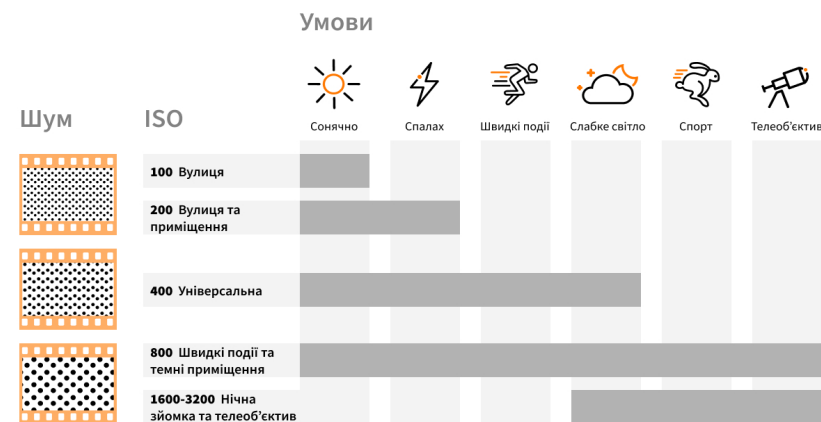 Умови
Шум
ISO
Сонячно
Спалах
Швидкі події
Слабке світло
Спорт
Телеоб’єктив
100 Вулиця
200 Вулиця та
приміщення
400 Універсальна
800 Швидкі події та
темні приміщення
1600-3200 Нічна
зйомка та телеоб’єктив